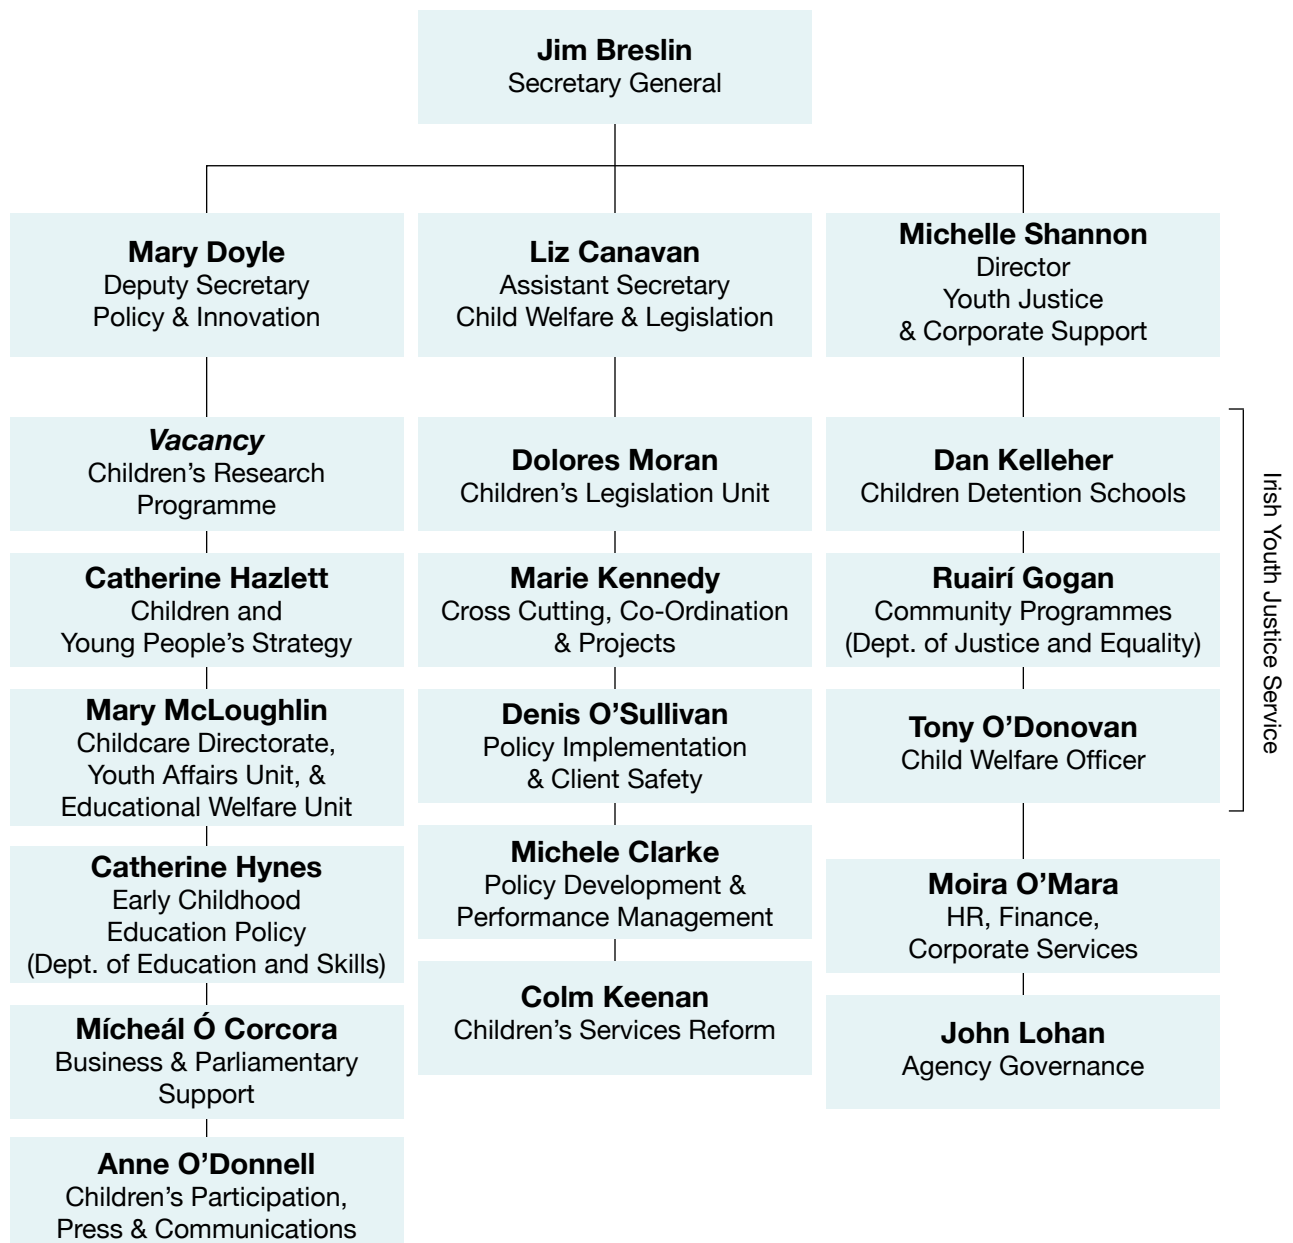 Jim Breslin
Secretary General
Mary Doyle
Deputy Secretary
Policy & Innovation
Liz Canavan
Assistant Secretary
Child Welfare & Legislation
Michelle Shannon
Director
Youth Justice
& Corporate Support
Vacancy
Children’s Research
Programme
Catherine Hazlett
Children and
Young People’s Strategy
Mary McLoughlin
Childcare Directorate,
Youth Affairs Unit, &
Educational Welfare Unit
Catherine Hynes
Early Childhood
Education Policy
(Dept. of Education and Skills)
Mícheál Ó Corcora
Business & Parliamentary
Support
Anne O’Donnell
Children’s Participation,
Press & Communications
Dolores Moran
Children’s Legislation Unit
Marie Kennedy
Cross Cutting, Co-Ordination
& Projects
Denis O’Sullivan
Policy Implementation
& Client Safety
Michele Clarke
Policy Development &
Performance Management
Colm Keenan
Children’s Services Reform
Dan Kelleher
Children Detention Schools
Ruairí Gogan
Community Programmes
(Dept. of Justice and Equality)
Tony O’Donovan
Child Welfare Officer
Moira O’Mara
HR, Finance,
Corporate Services
John Lohan
Agency Governance
Irish Youth Justice Service